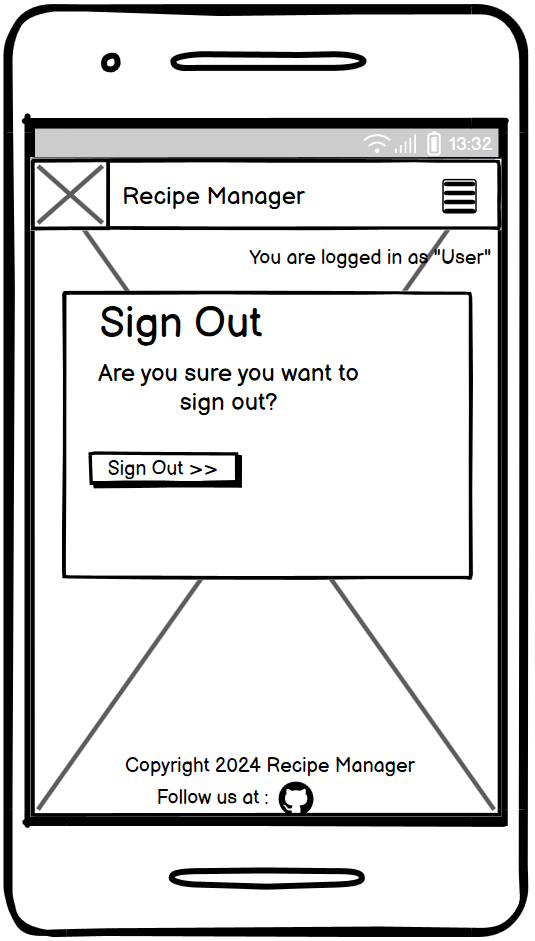 13:32
Recipe Manager
You are logged in as "User"
Sign Out
Are you sure you want to
sign out?
Sign Out >>
Copyright 2024 Recipe Manager
Follow us at :